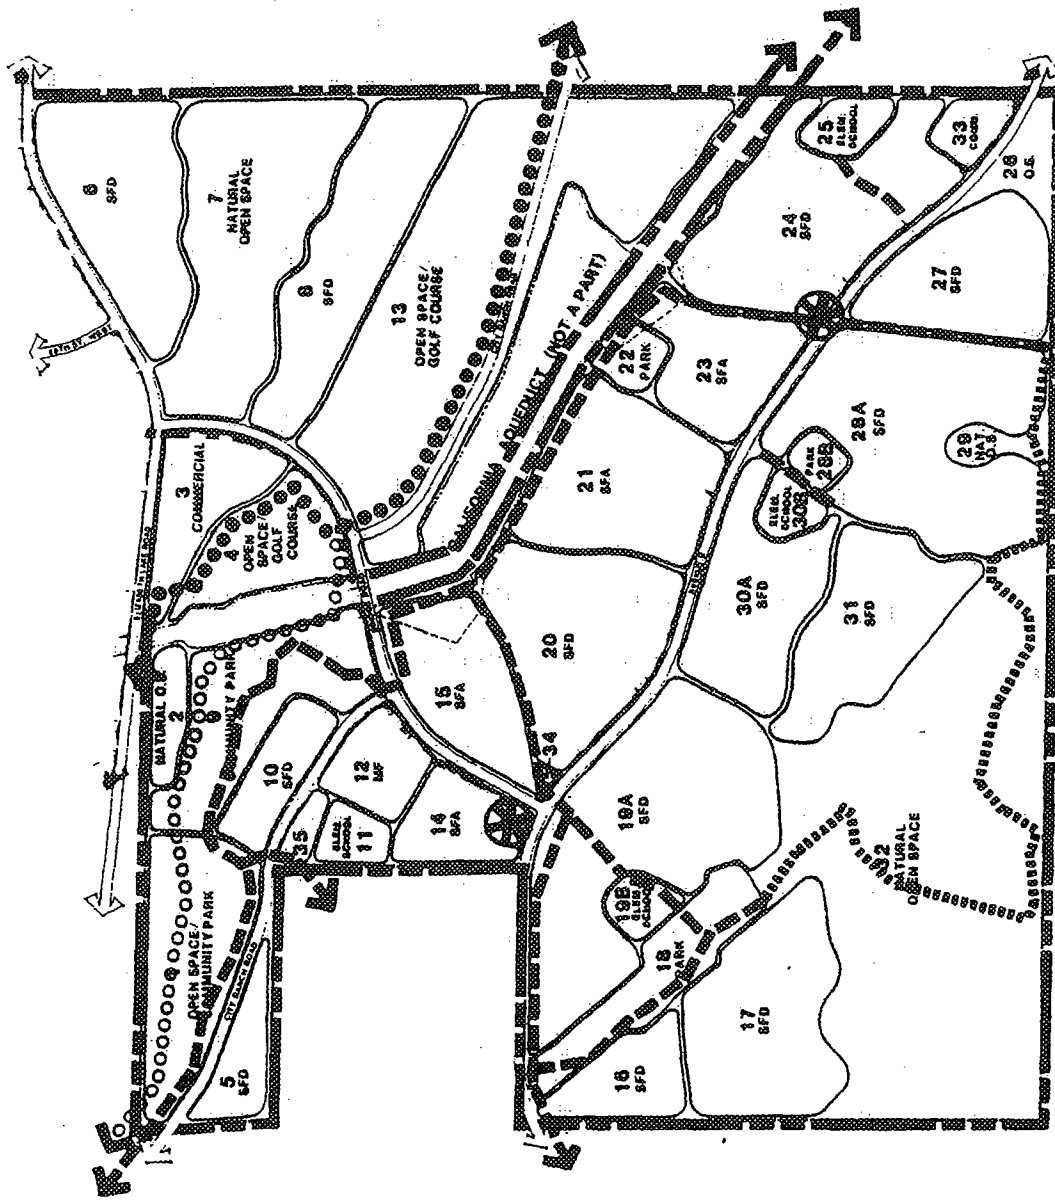 6
SFD
7
NATURAL
OPEN SPACE
8
SFD
13
OPEN SPACE/
GOLF COURSE
3
COMMERCIAL
4
OPEN
SPACE/
GOLF
COURSE
CALIFORNIA AQUEDUCT (NOT A PART)
25
ELEM.
SCHOOL
33
COMM.
26
O.S.
24
SFD
27
SFD
22
PARK
23
SFA
21
SFA
28A
SFD
PARK
28B
29
NAT.
O.S.
ELEM.
SCHOOL
30B
30A
SFD
31
SFD
20
SFD
15
SFA
34
NATURAL O.S.
2
9
COMMUNITY PARK
10
SFD
12
MF
35
ELEM.
SCHOOL
11
14
SFA
19A
SFD
19B
ELEM.
SCHOOL
18
PARK
32
NATURAL
OPEN SPACE
17
SFD
16
SFD
OPEN SPACE/
COMMUNITY PARK
CITY RANCH ROAD
5
SFD